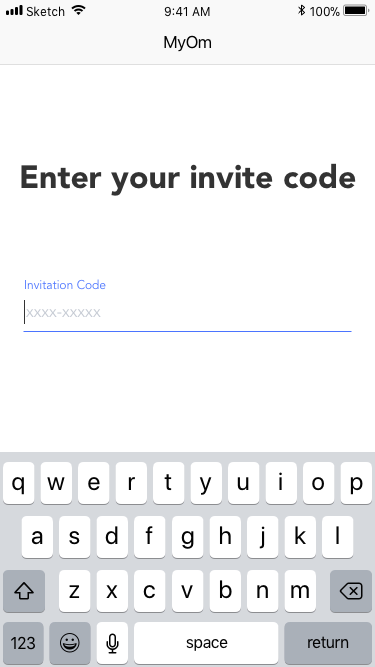 Sketch 9:41 AM 100%
MyOm
Enter your invite code
Invitation Code
xxxx-xxxxx
q w e r t y u i o p
a s d f g h j k l
z x c v b n m
123 space return